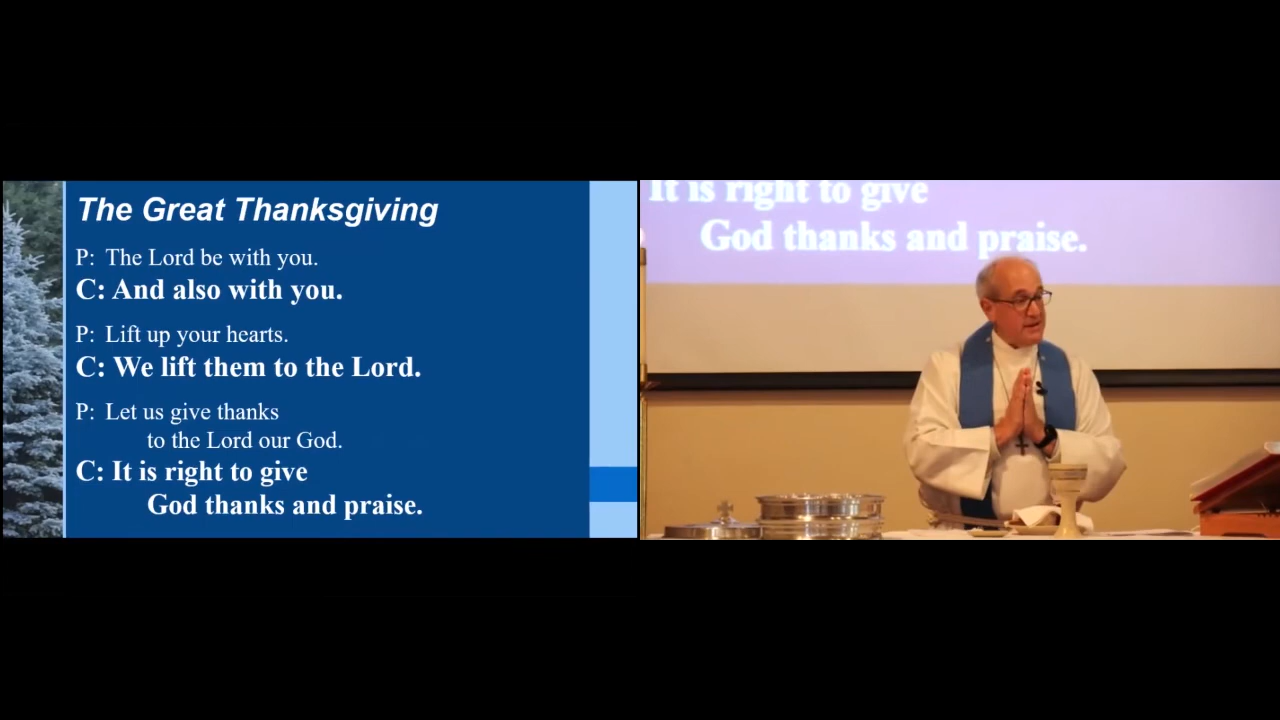 The Great Thanksgiving
P: The Lord be with you.
C: And also with you.
P: Lift up your hearts.
C: We lift them to the Lord.
P: Let us give thanks
to the Lord our God.
C: It is right to give
God thanks and praise.
It is right to give
God thanks and praise.